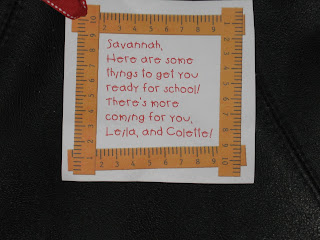 Savannah,
Here are some
things to get you
ready for school!
There's more
coming for you,
Leila, and Colette!